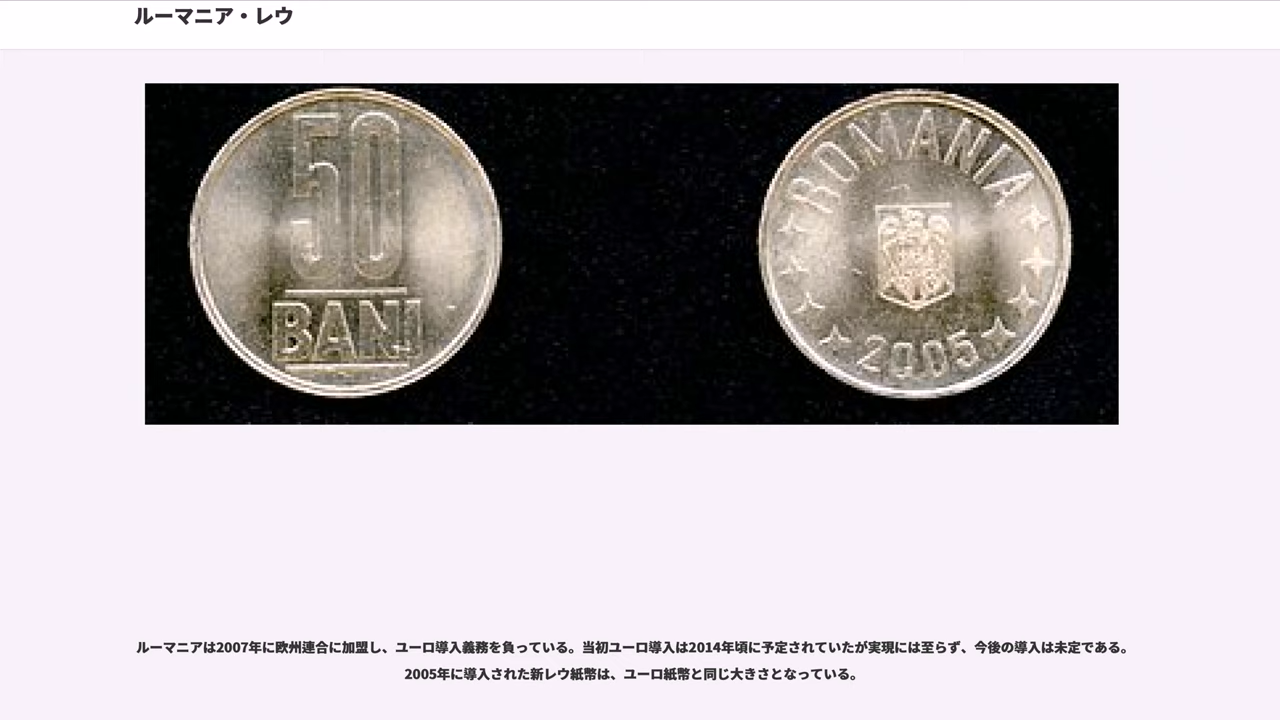 ルーマニア・レウ
50
BANI
ROMANIA
2005
ルーマニアは2007年に欧州連合に加盟し、ユーロ導入義務を負っている。当初ユーロ導入は2014年頃に予定されていたが実現には至らず、今後の導入は未定である。
2005年に導入された新レウ紙幣は、ユーロ紙幣と同じ大きさとなっている。